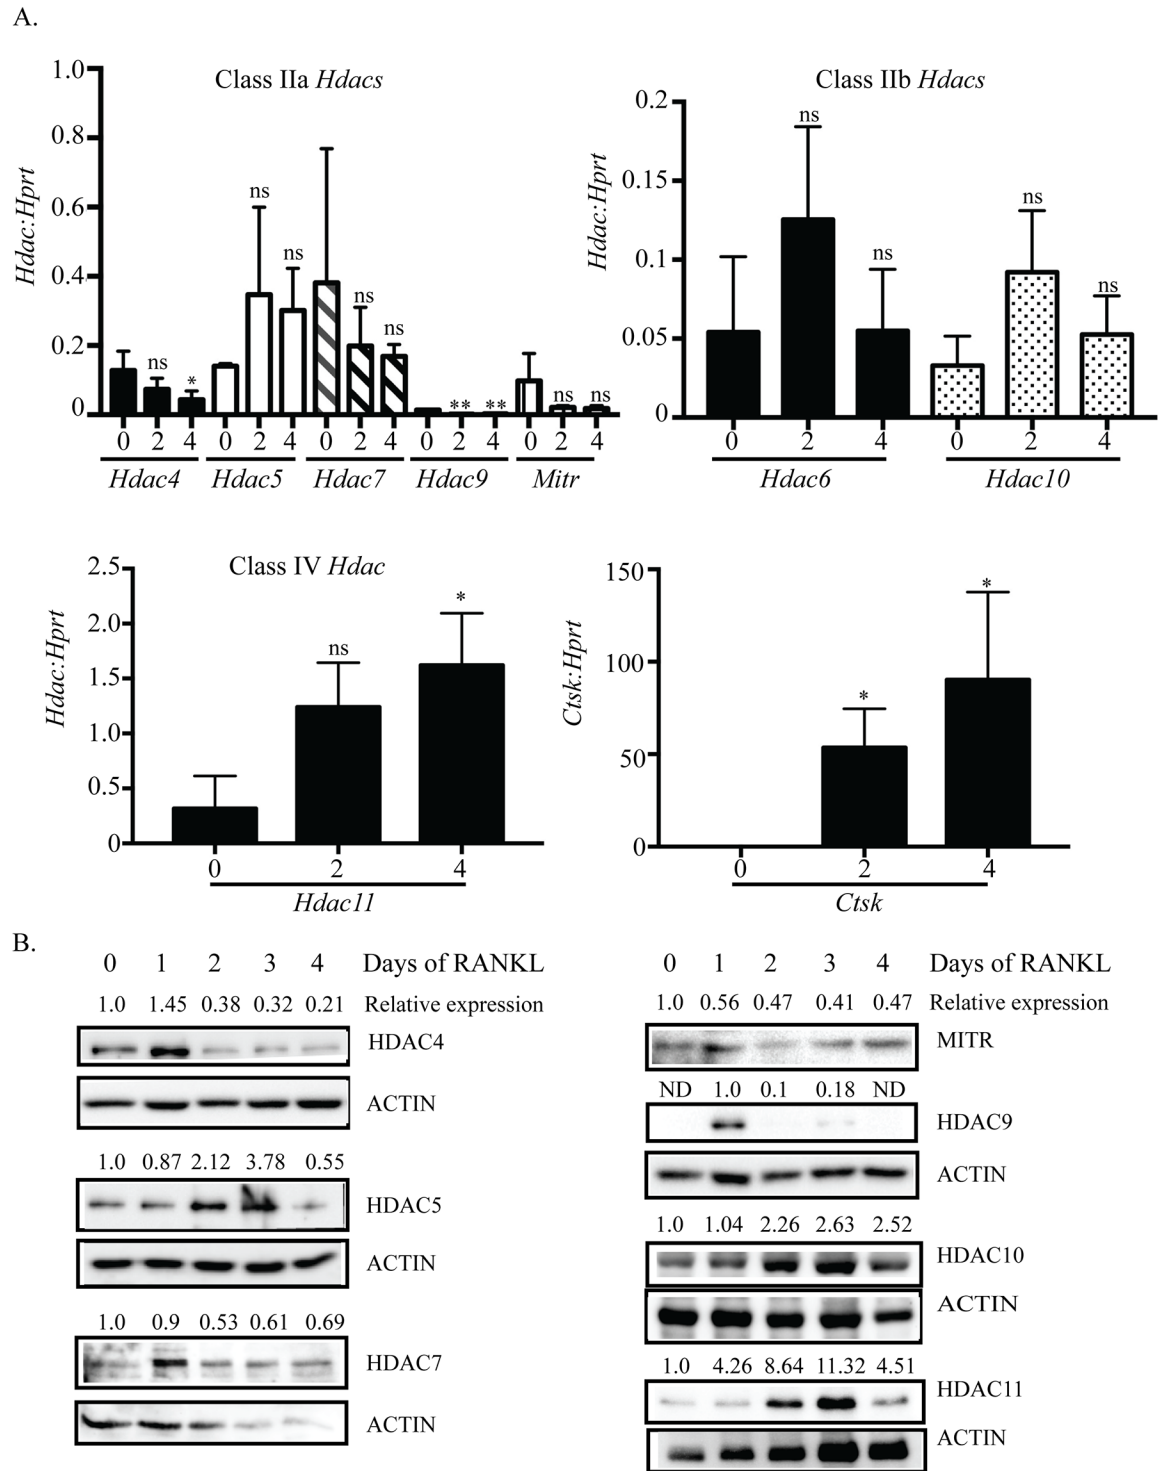 A.
Class IIa Hdacs
Hdac:Hprt
1.0
0.8
0.6
0.4
0.2
0
ns
*
ns
ns
ns
ns
**
**
ns
ns
0 2 4 0 2 4 0 2 4 0 2 4 0 2 4
Hdac4 Hdac5 Hdac7 Hdac9 Mitr
Class IIb Hdacs
Hdac:Hprt
0.2
0.15
0.1
0.05
0
ns
ns
ns
ns
0 2 4 0 2 4
Hdac6 Hdac10
Class IV Hdac
Hdac:Hprt
2.5
2.0
1.5
1.0
0.5
0
ns
*
0 2 4
Hdac11
Ctsk:Hprt
150
100
50
0
*
*
0 2 4
Ctsk
B.
0 1 2 3 4 Days of RANKL
1.0 1.45 0.38 0.32 0.21 Relative expression
HDAC4
ACTIN
1.0 0.87 2.12 3.78 0.55
HDAC5
ACTIN
1.0 0.9 0.53 0.61 0.69
HDAC7
ACTIN
0 1 2 3 4 Days of RANKL
1.0 0.56 0.47 0.41 0.47 Relative expression
MITR
ND 1.0 0.1 0.18 ND
HDAC9
ACTIN
1.0 1.04 2.26 2.63 2.52
HDAC10
ACTIN
1.0 4.26 8.64 11.32 4.51
HDAC11
ACTIN